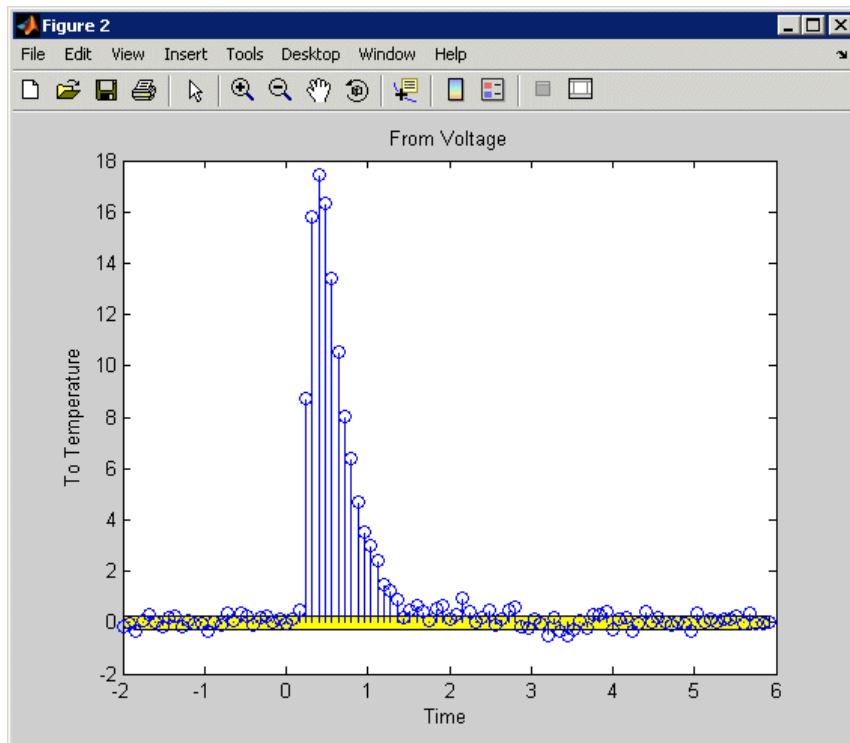 Figure 2
File Edit View Insert Tools Desktop Window Help
From Voltage
18
16
14
12
10
8
6
4
2
0
-2
To Temperature
-2 -1 0 1 2 3 4 5 6
Time